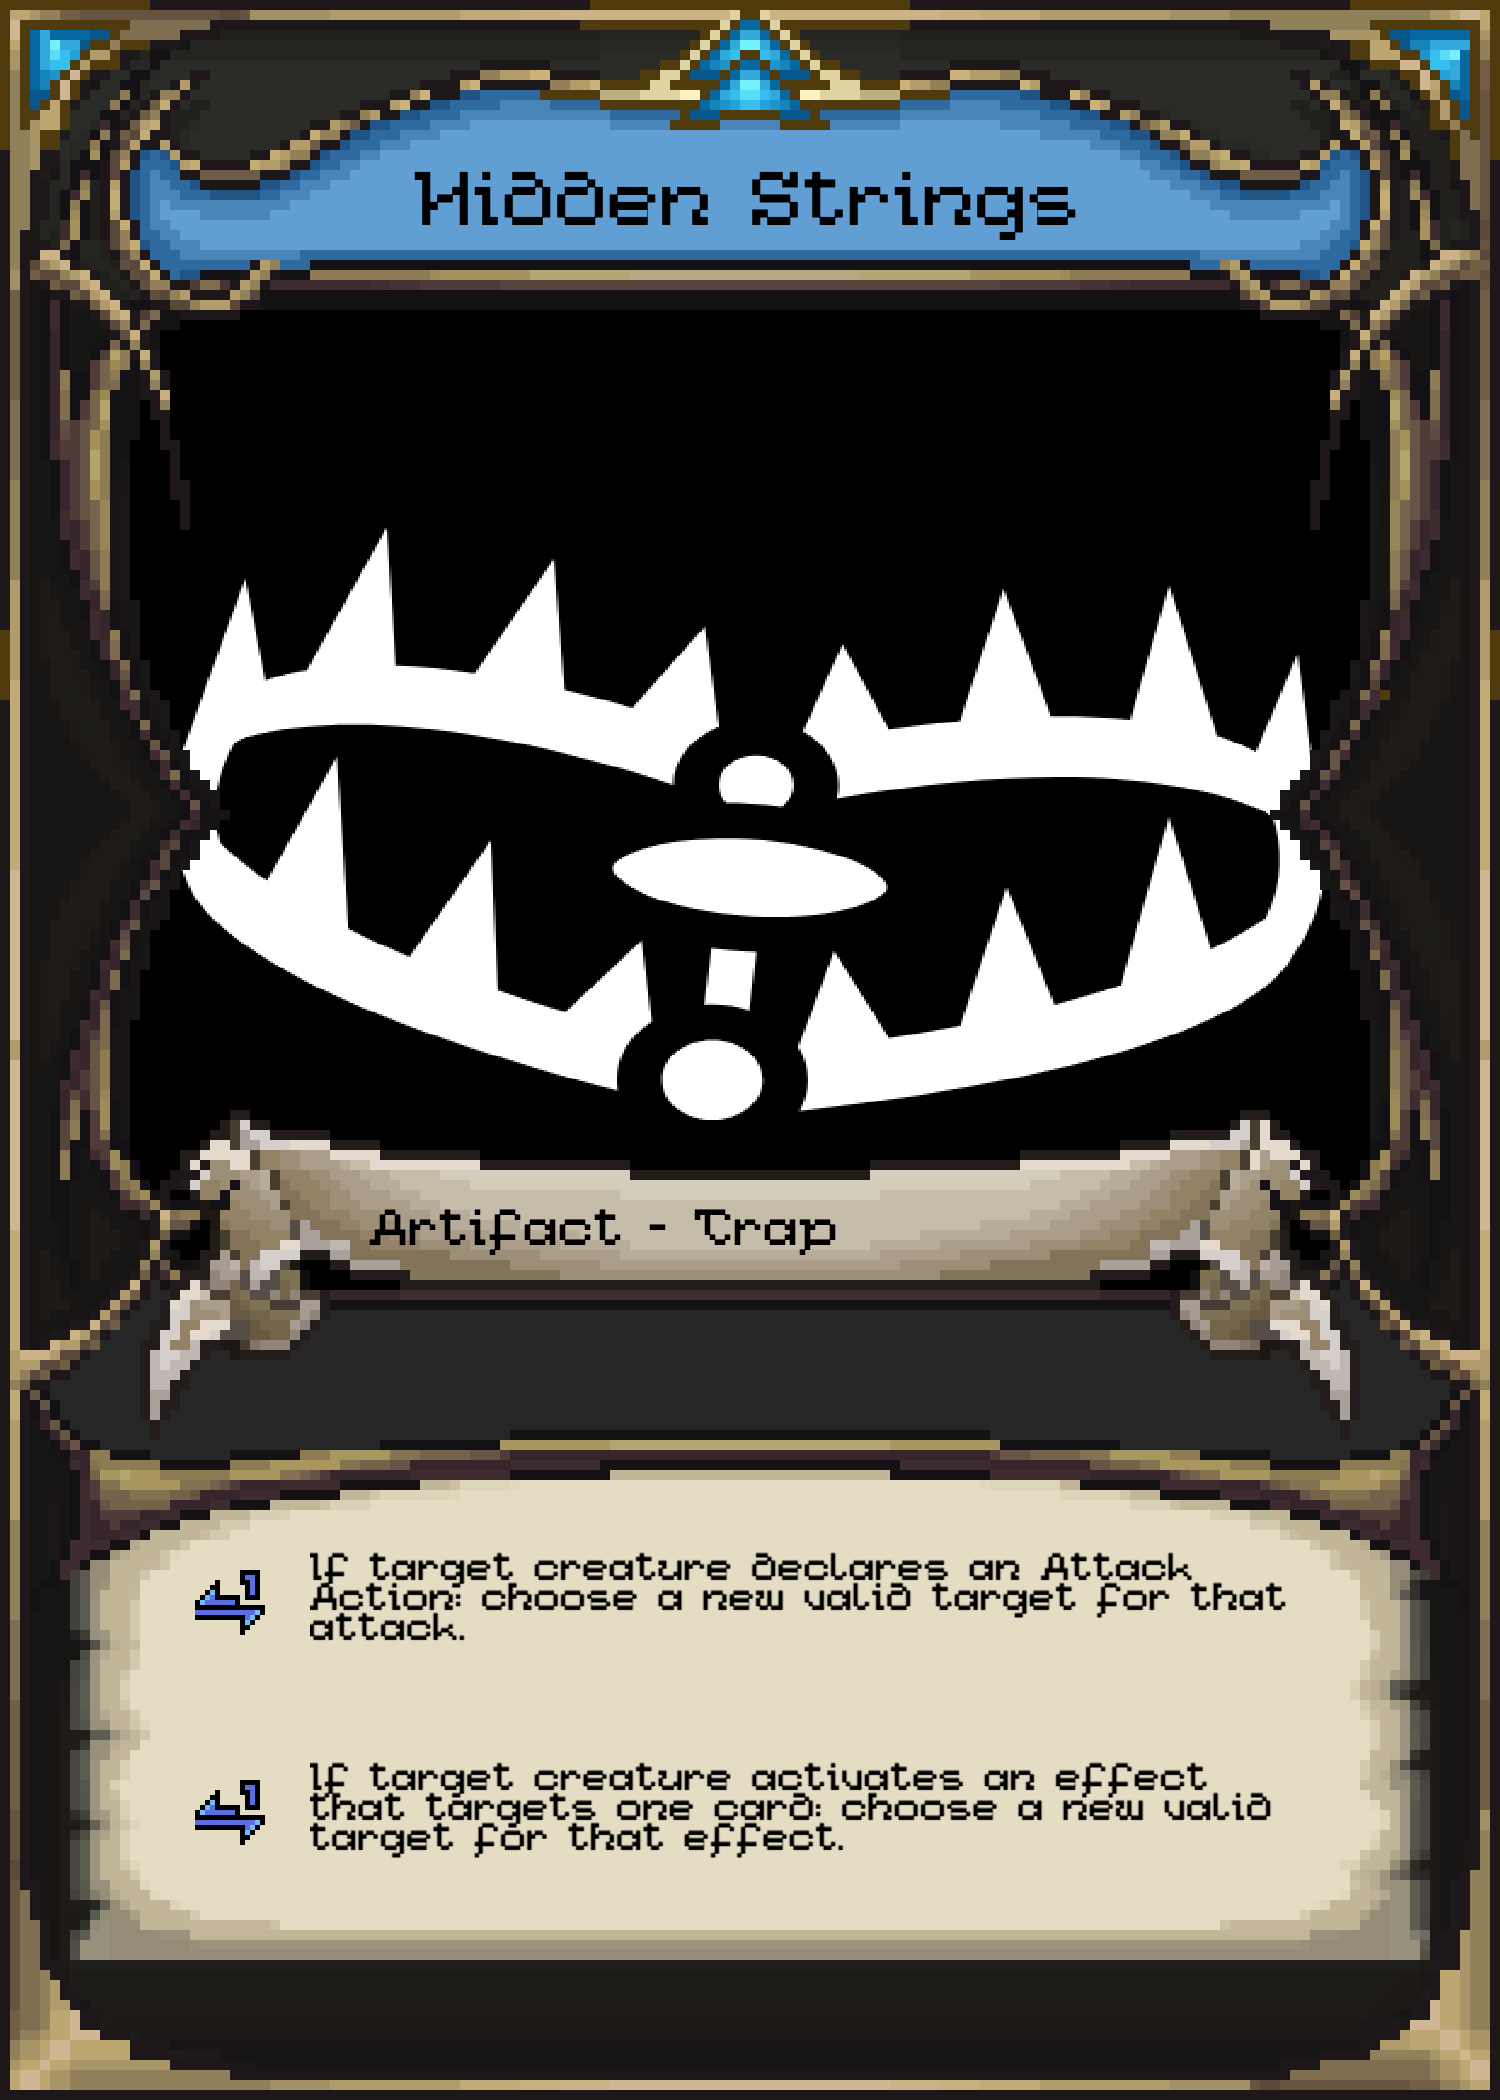 Hidden Strings
Artifact - Trap
If target creature declares an Attack
Action: choose a new valid target for that
attack.
If target creature activates an effect
that targets one card: choose a new valid
target for that effect.